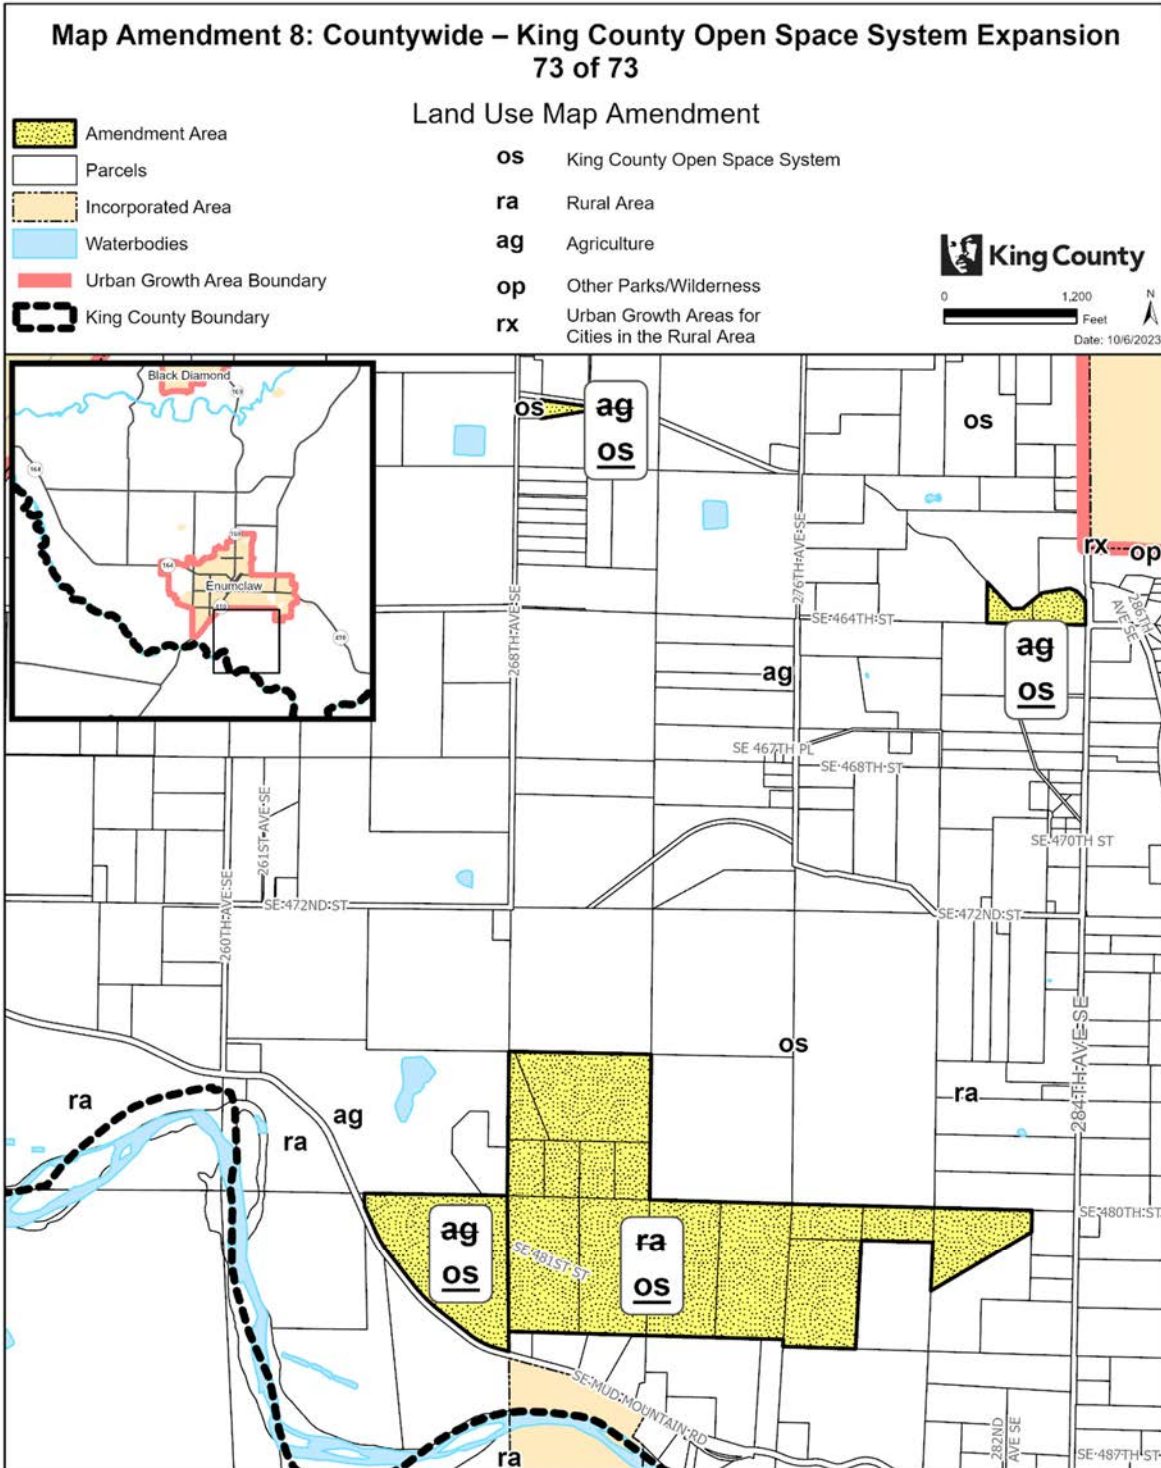 Map Amendment 8: Countywide – King County Open Space System Expansion
73 of 73
Land Use Map Amendment
Amendment Area
Parcels
Incorporated Area
Waterbodies
Urban Growth Area Boundary
King County Boundary
os King County Open Space System
ra Rural Area
ag Agriculture
op Other Parks/Wilderness
rx Urban Growth Areas for
Cities in the Rural Area
King County
0 1,200
Feet
N
Date: 10/6/2023
Black Diamond
169
164
169
164
Enumclaw
410
410
os
ag
os
os
rx
op
268TH AVE SE
276TH AVE SE
SE 464TH ST
286TH
AVE SE
ag
os
ag
SE 467TH PL
SE 468TH ST
SE 470TH ST
261ST AVE SE
260TH AVE SE
SE 472ND ST
SE 472ND ST
os
284TH AVE SE
ra
ra
ag
ra
SE 480TH ST
ag
os
SE 481ST ST
ra
os
SE MUD MOUNTAIN RD
282ND
AVE SE
SE 487TH ST
ra